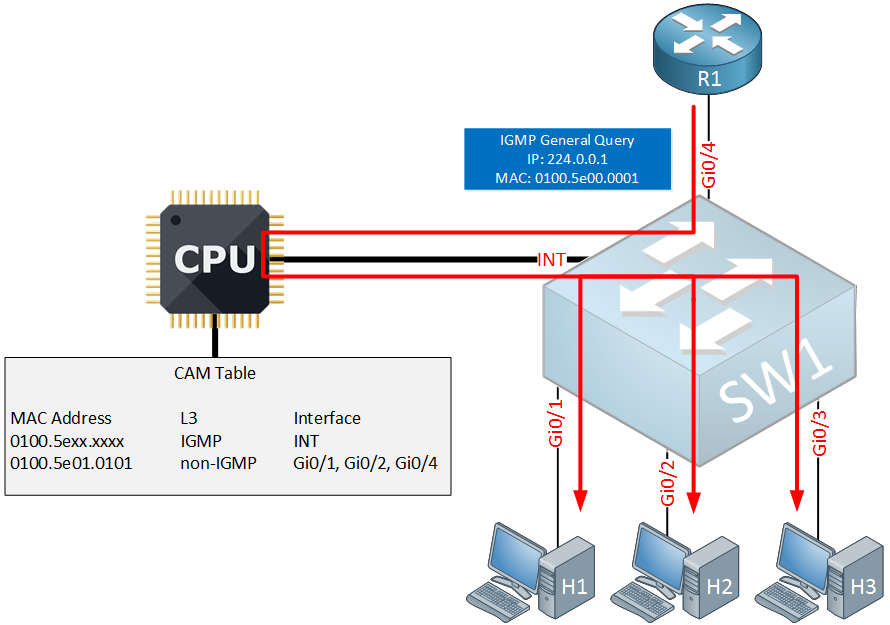 R1
IGMP General Query
IP: 224.0.0.1
MAC: 0100.5e00.0001
Gi0/4
CPU
INT
SW1
CAM Table
MAC Address L3 Interface
0100.5exx.xxxx IGMP INT
0100.5e01.0101 non-IGMP Gi0/1, Gi0/2, Gi0/4
Gi0/1
Gi0/2
Gi0/3
H1
H2
H3